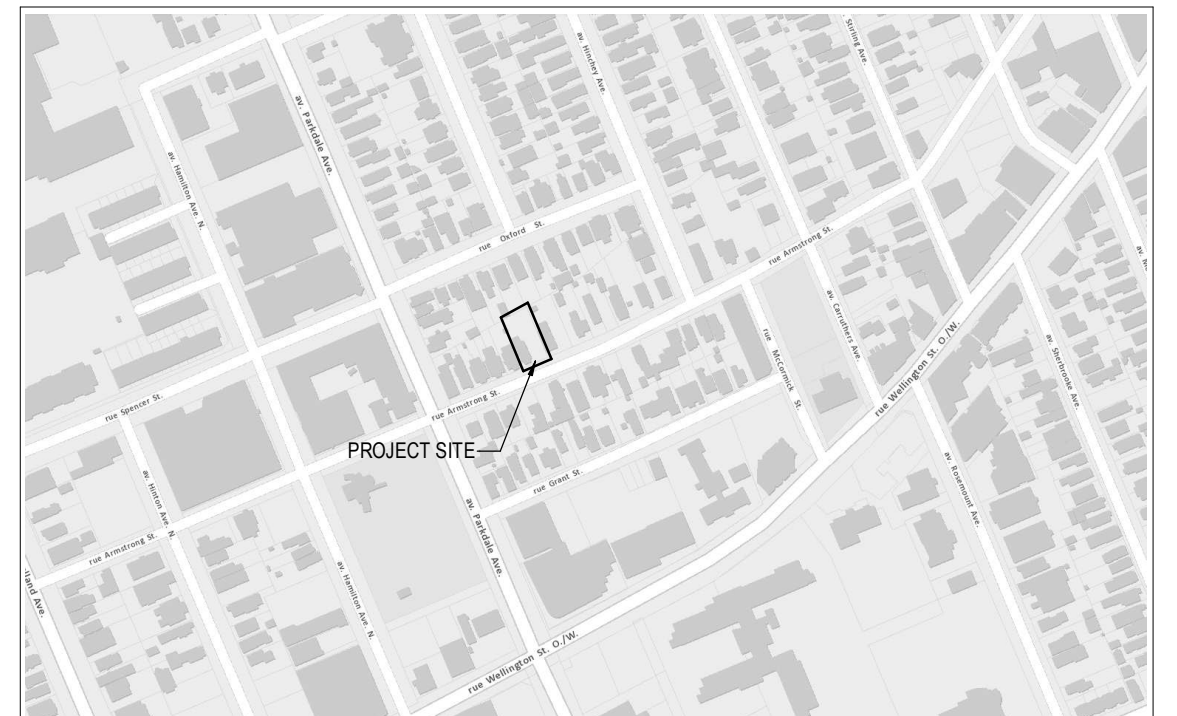 av. Hinchey Ave.
Stirling Ave.
av. Parkdale Ave.
av. Hamilton Ave. N.
rue Oxford St.
rue Armstrong St.
av. Carruthers Ave.
rue McCormick St.
rue Wellington St. O./W.
av. Sherbrooke Ave.
rue Spencer St.
rue Armstrong St.
PROJECT SITE
rue Grant St.
av. Rosemount Ave.
av. Hinton Ave. N.
av. Parkdale Ave.
rue Armstrong St.
av. Hamilton Ave. N.
lland Ave.
rue Wellington St. O./W.